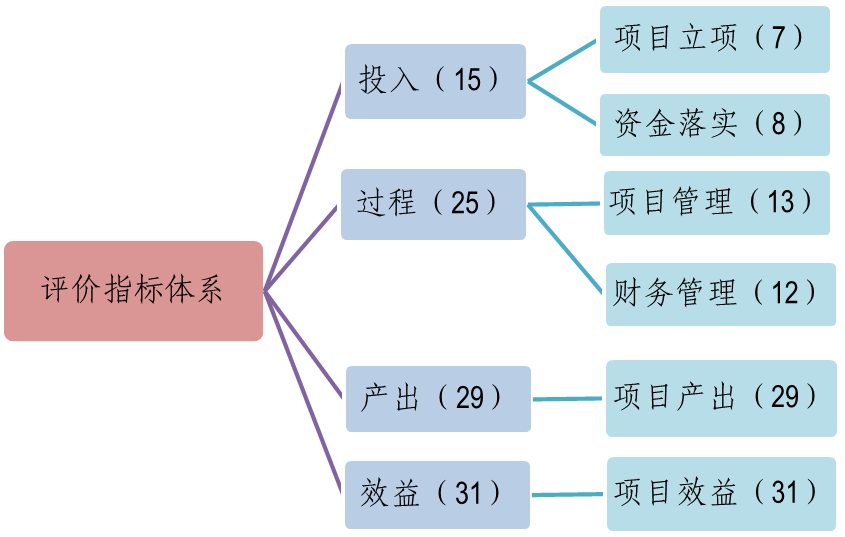 评价指标体系
投入（15）
项目立项（7）
资金落实（8）
过程（25）
项目管理（13）
财务管理（12）
产出（29）
项目产出（29）
效益（31）
项目效益（31）